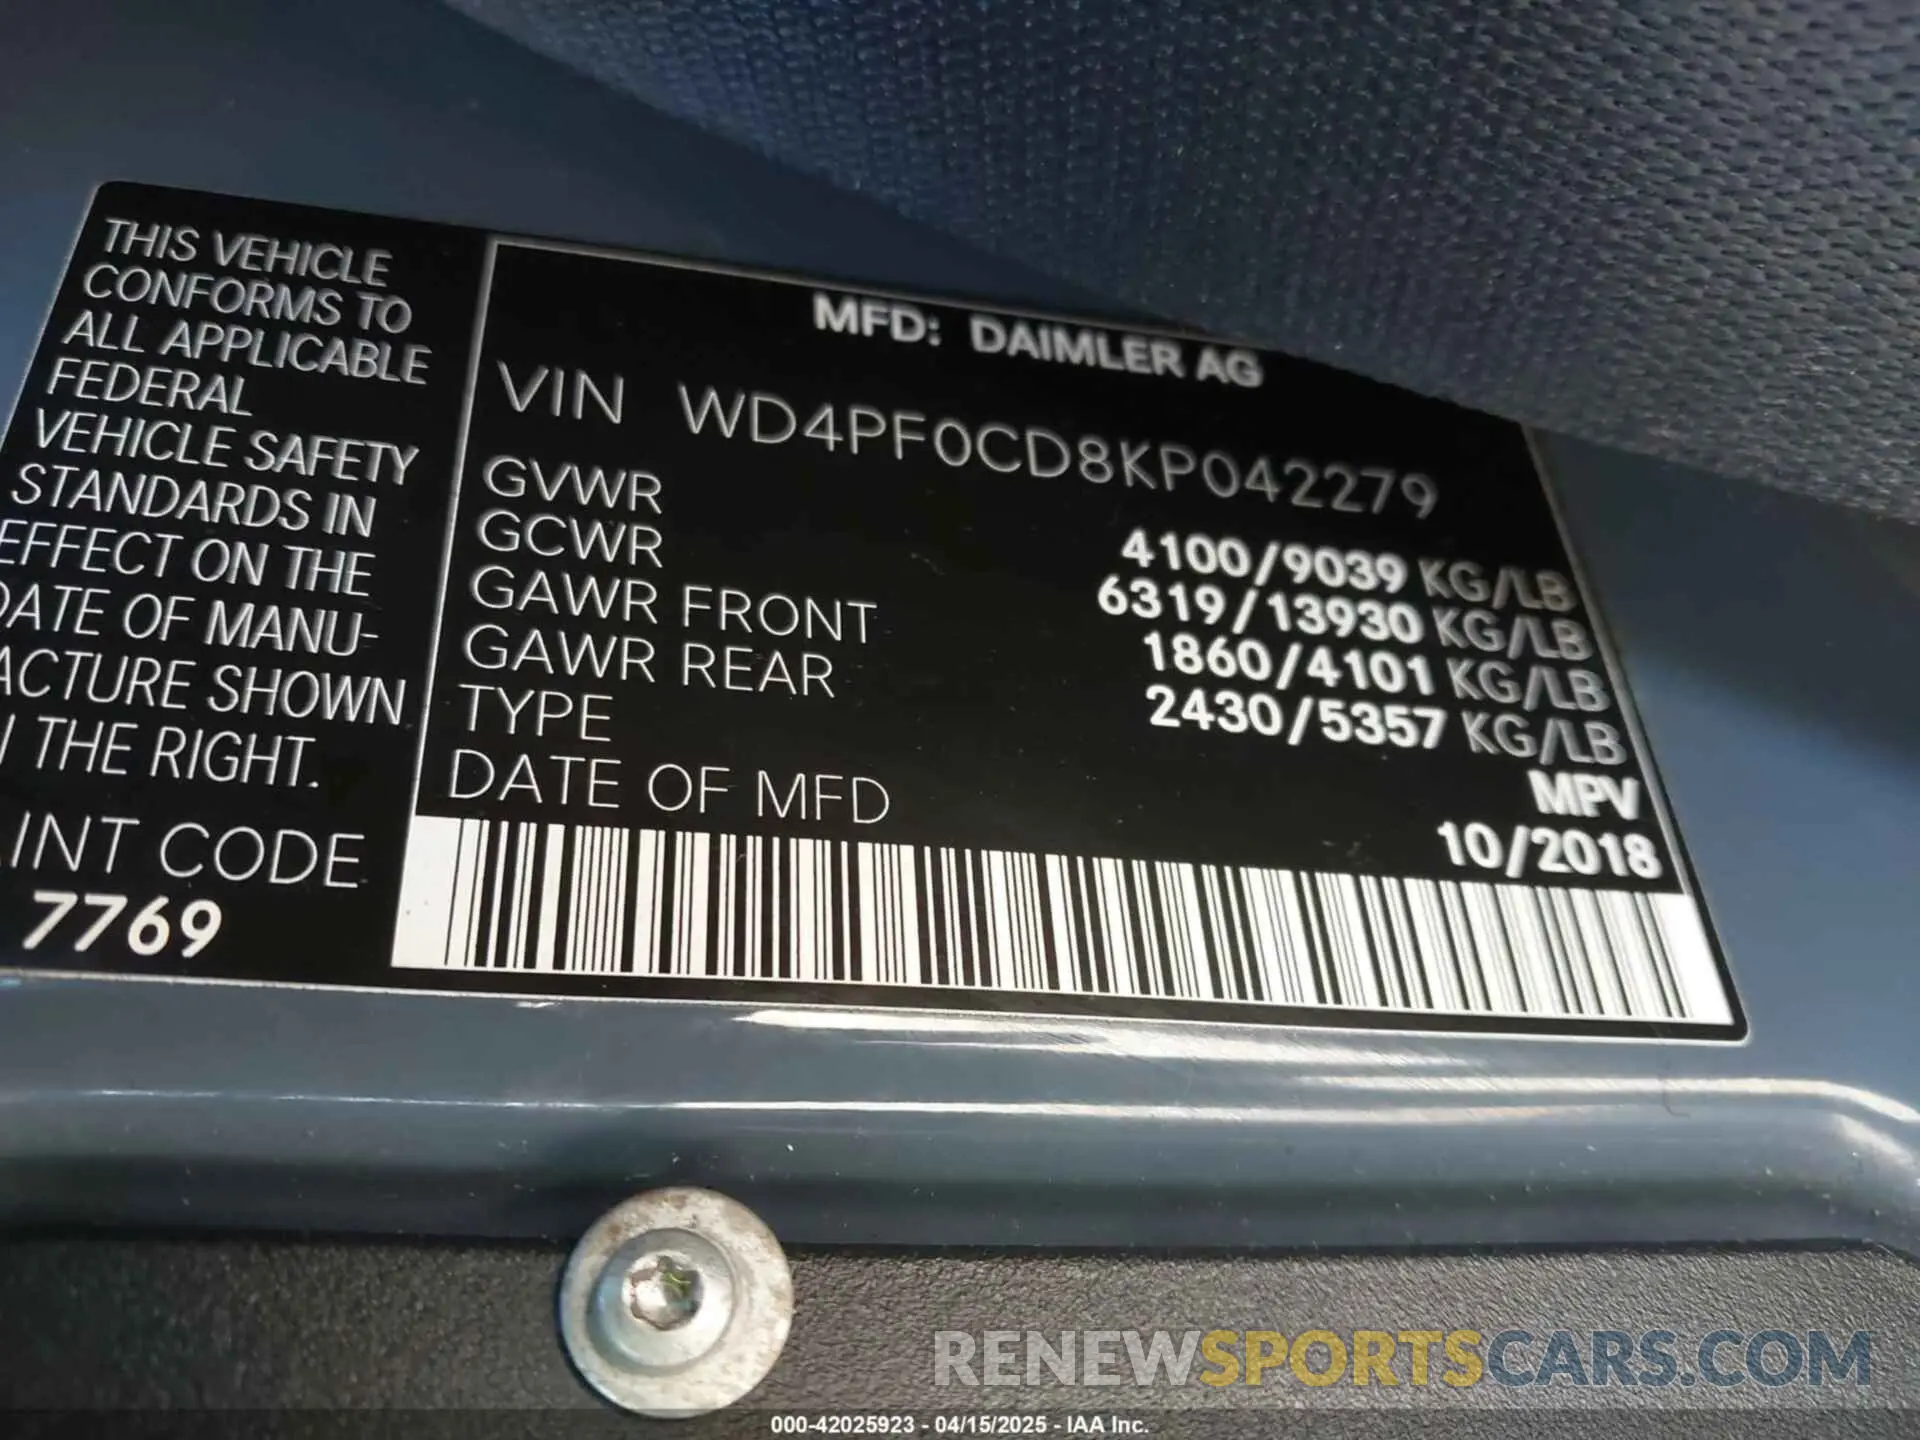 THIS VEHICLE
CONFORMS TO
ALL APPLICABLE
FEDERAL
VEHICLE SAFETY
STANDARDS IN
EFFECT ON THE
DATE OF MANU-
ACTURE SHOWN
N THE RIGHT.
AINT CODE
7769
MFD: DAIMLER AG
VIN WD4PF0CD8KP042279
GVWR 4100/9039 KG/LB
GCWR 6319/13930 KG/LB
GAWR FRONT 1860/4101 KG/LB
GAWR REAR 2430/5357 KG/LB
TYPE MPV
DATE OF MFD 10/2018
RENEWSPORTSCARS.COM
000-42025923 - 04/15/2025 - IAA Inc.